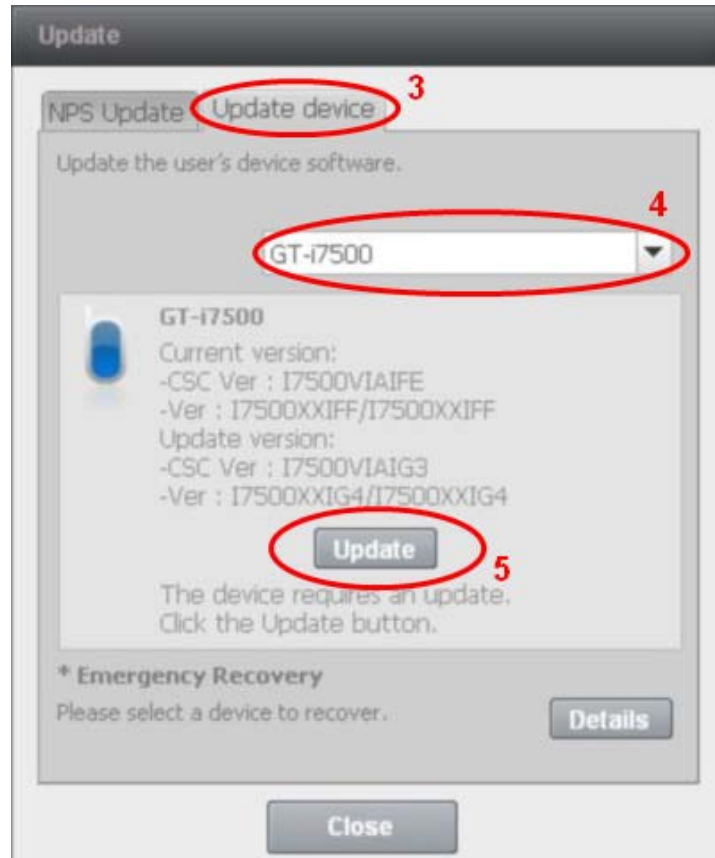 Update
NPS Update Update device 3
Update the user's device software.
4
GT-i7500
GT-i7500
Current version:
-CSC Ver : I7500VIAIFE
-Ver : I7500XXIFF/I7500XXIFF
Update version:
-CSC Ver : I7500VIAIG3
-Ver : I7500XXIG4/I7500XXIG4
Update
5
The device requires an update.
Click the Update button.
* Emergency Recovery
Please select a device to recover.
Details
Close